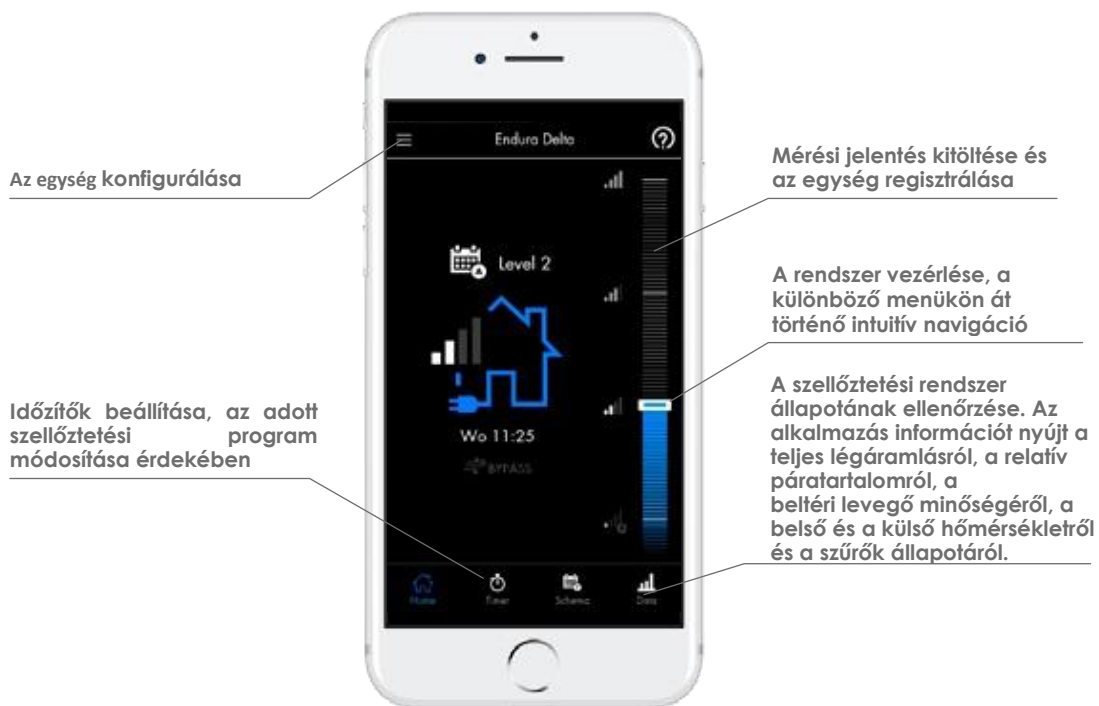 Az egység konfigurálása
Időzítők beállítása, az adott
szellőztetési program
módosítása érdekében
Endura Delta
Level 2
Wo 11:25
BYPASS
Home
Timer
Schema
Data
Mérési jelentés kitöltése és
az egység regisztrálása
A rendszer vezérlése, a
különböző menükön át
történő intuitív navigáció
A szellőztetési rendszer
állapotának ellenőrzése. Az
alkalmazás információt nyújt a
teljes légáramlásról, a relatív
páratartalomról, a
beltéri levegő minőségéről, a
belső és a külső hőmérsékletről
és a szűrők állapotáról.